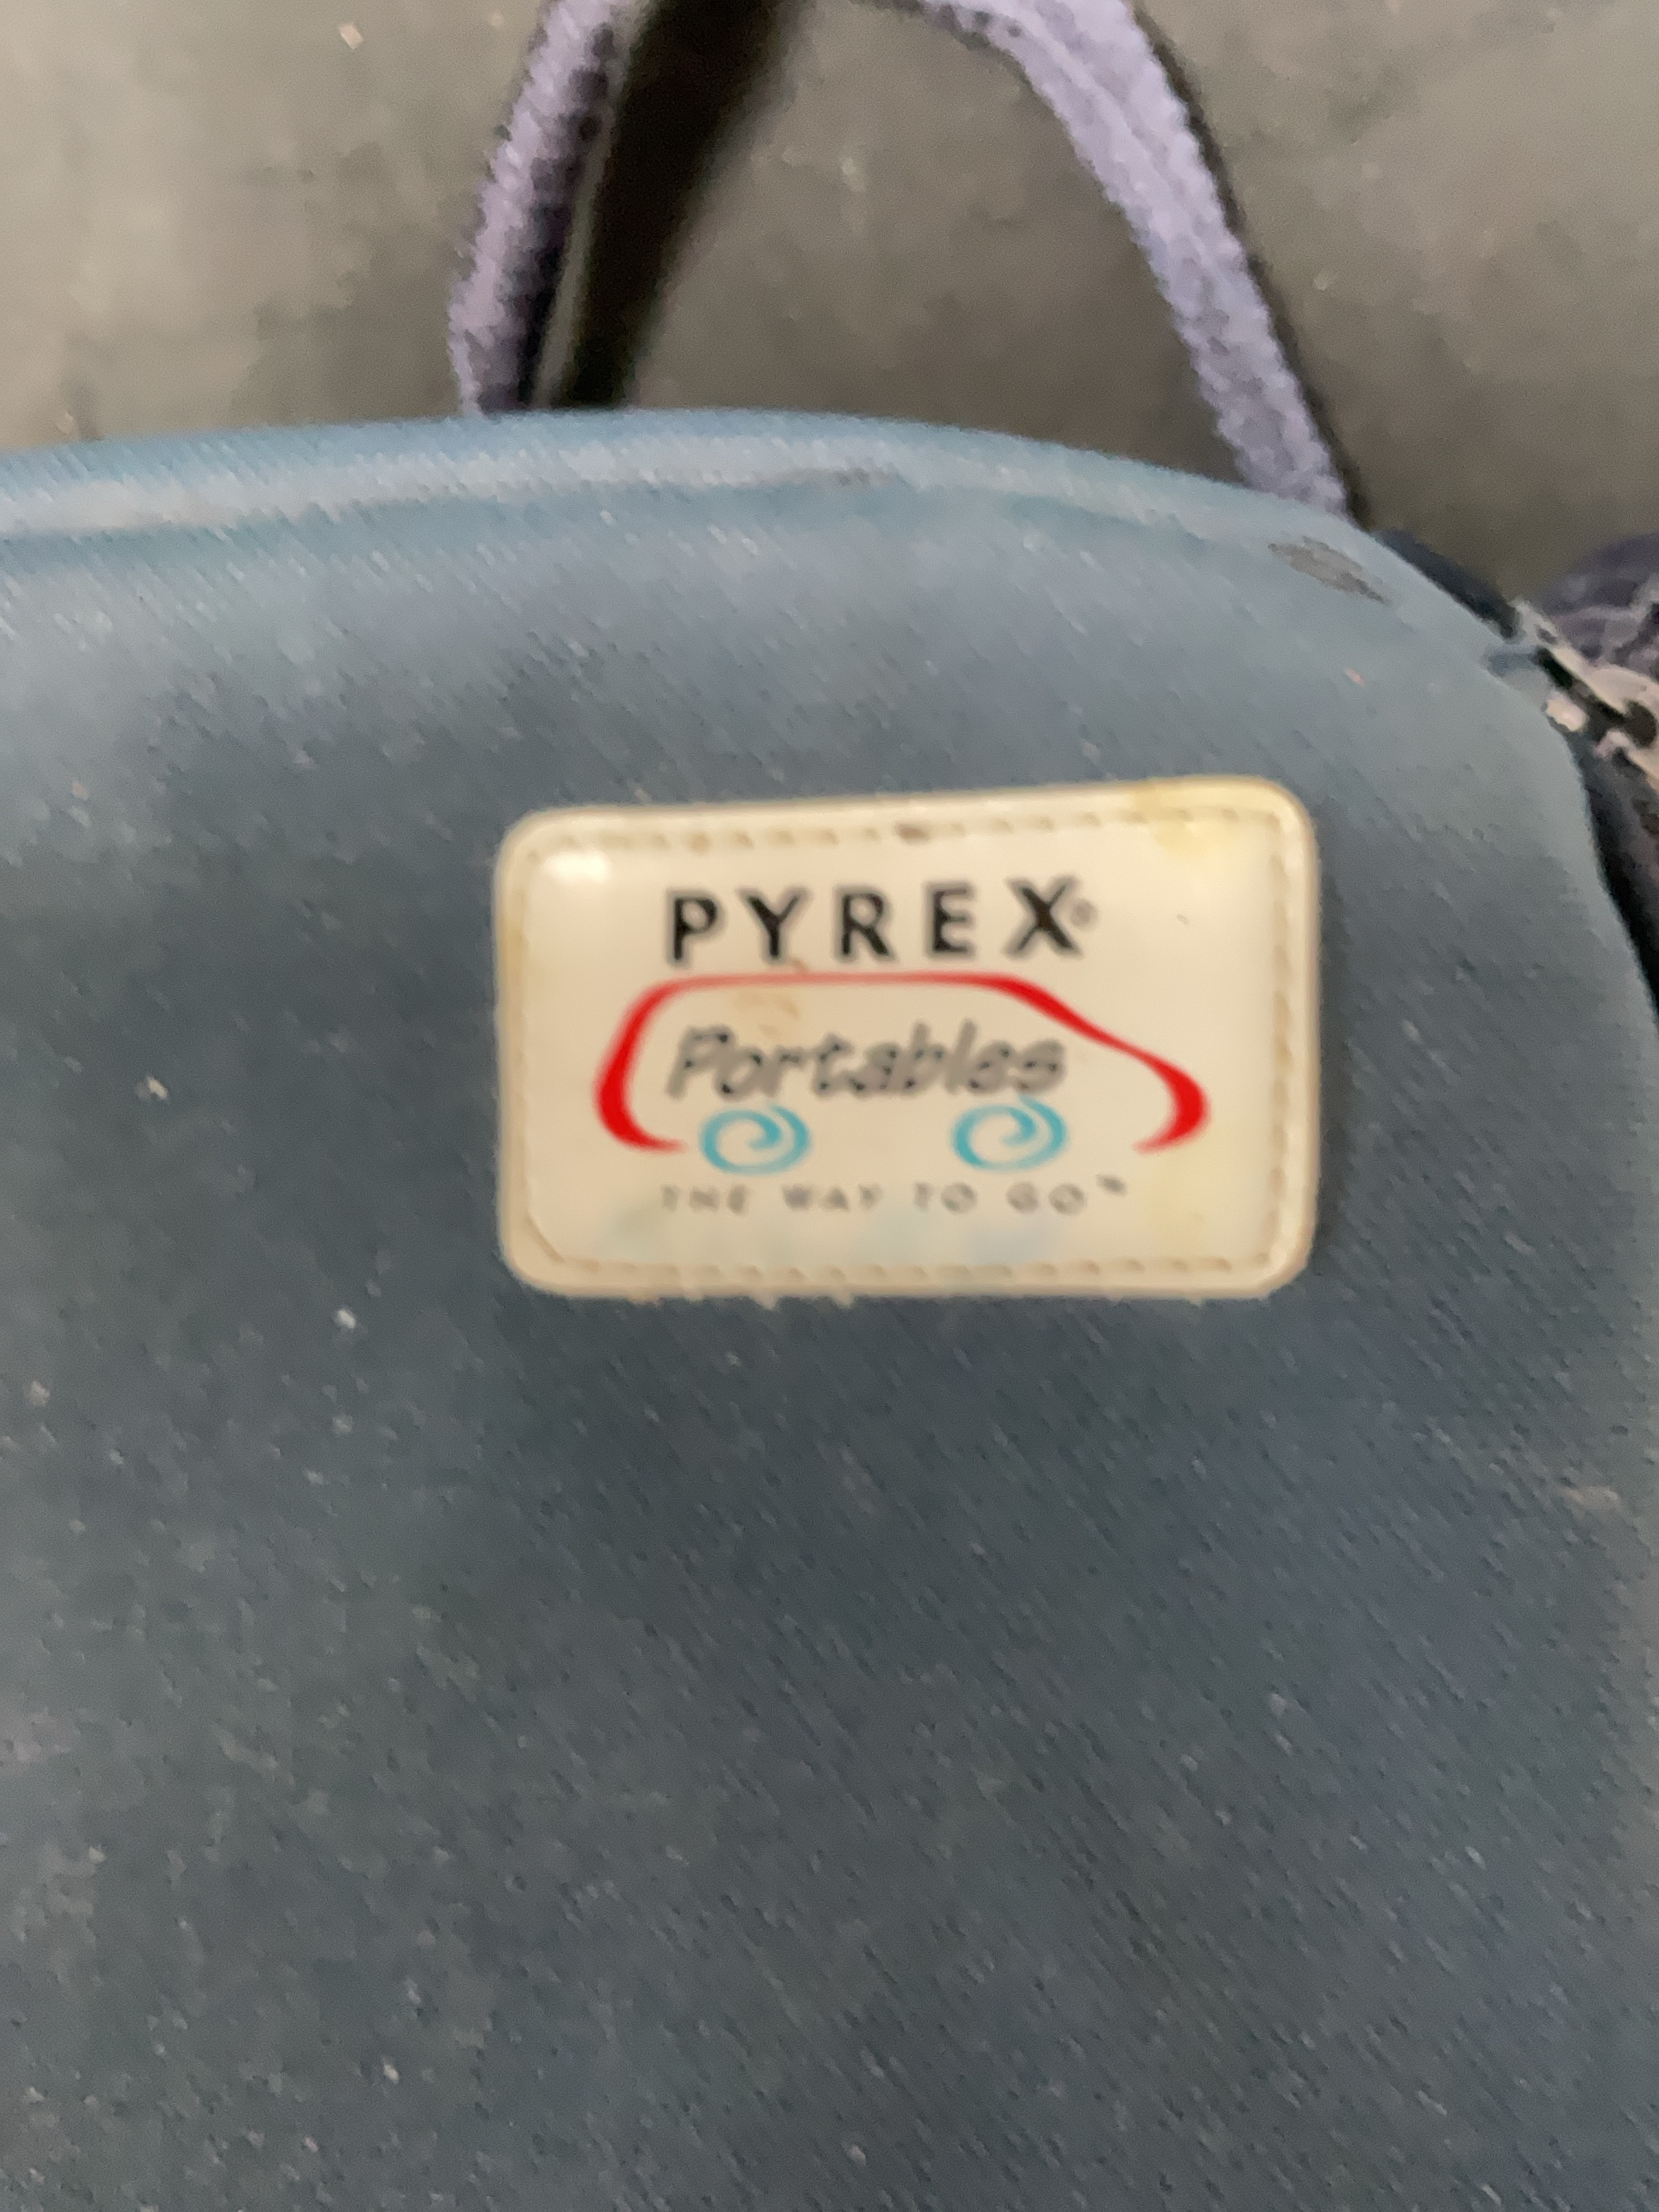 PYREX®
Portables
THE WAY TO GO™